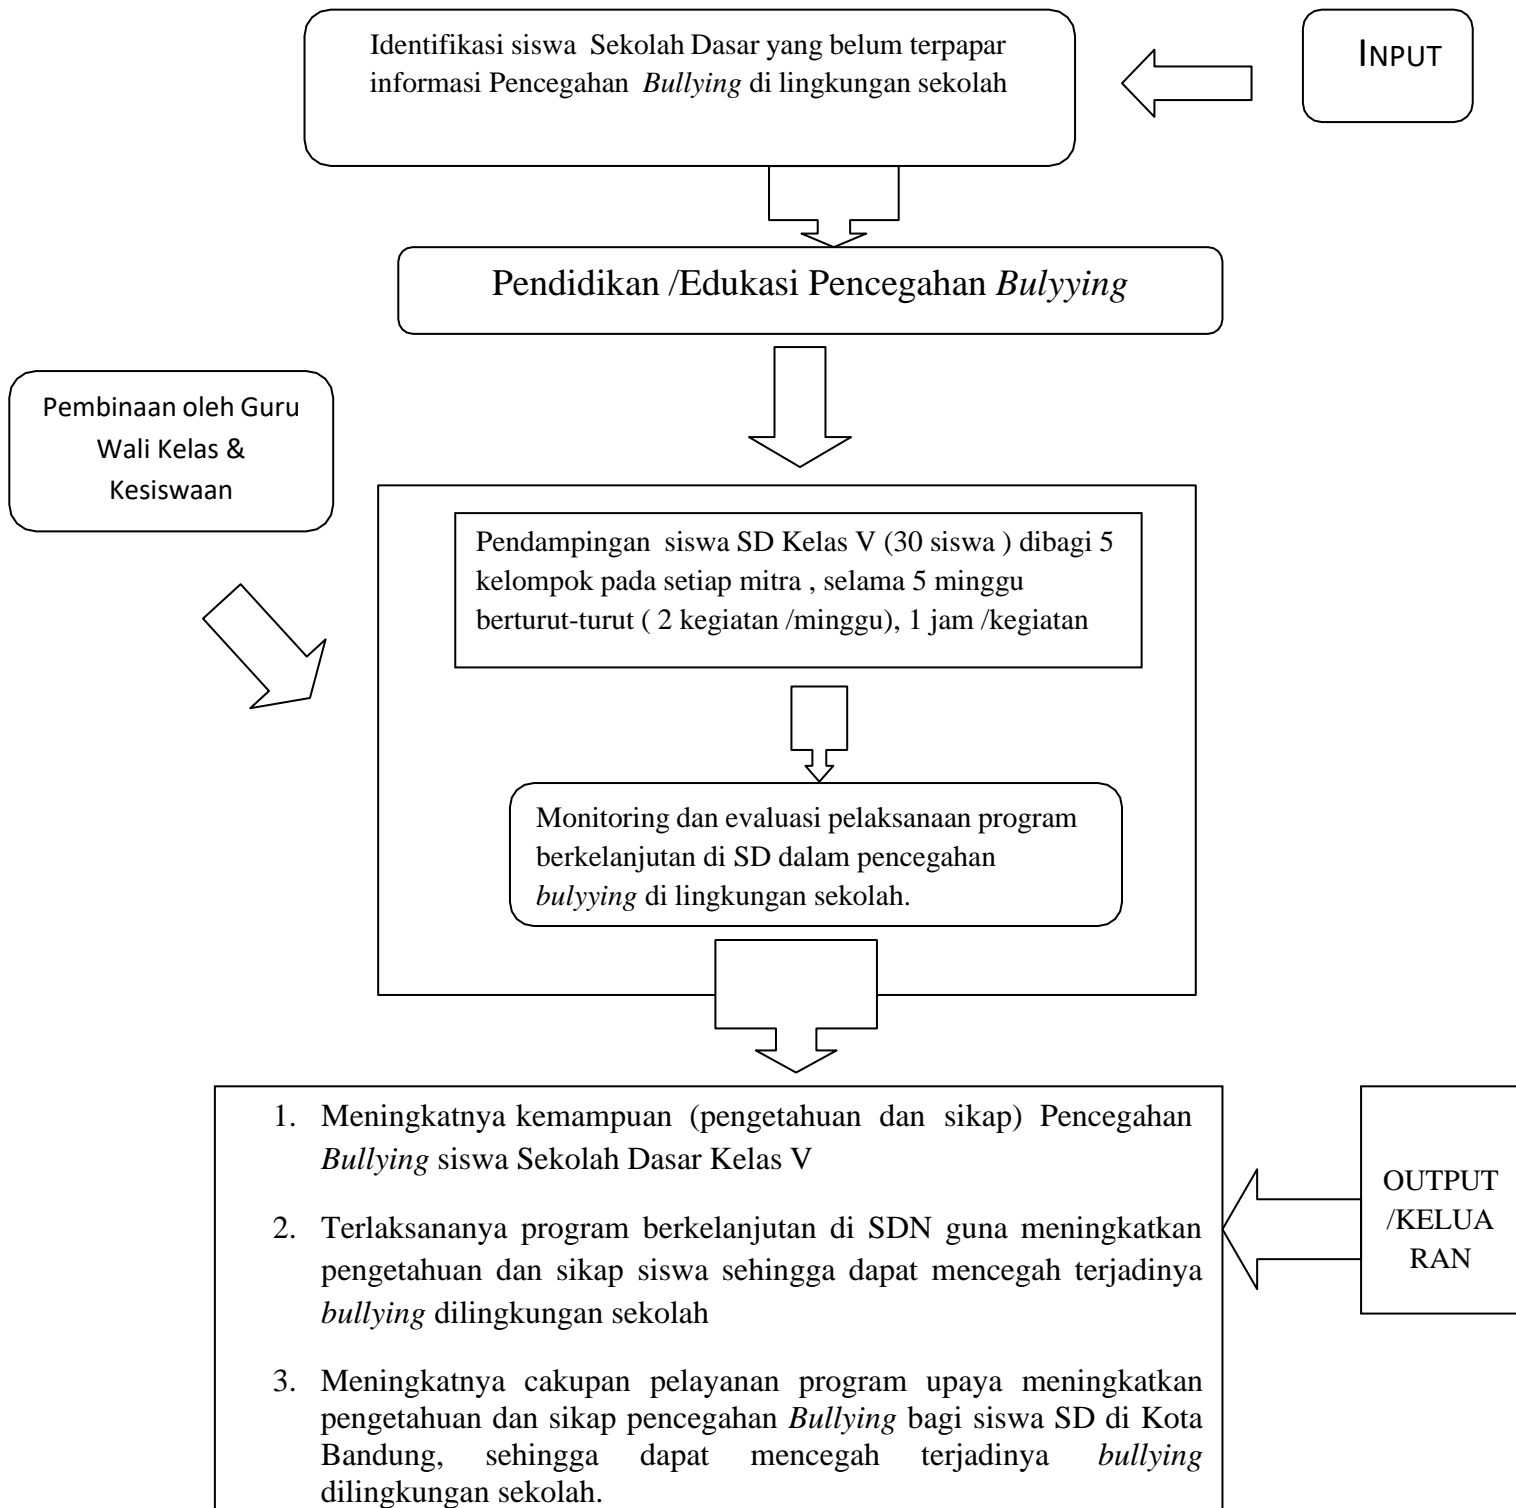 Identifikasi siswa Sekolah Dasar yang belum terpapar
informasi Pencegahan Bullying di lingkungan sekolah
INPUT
Pendidikan /Edukasi Pencegahan Bulyying
Pembinaan oleh Guru
Wali Kelas &
Kesiswaan
Pendampingan siswa SD Kelas V (30 siswa ) dibagi 5
kelompok pada setiap mitra , selama 5 minggu
berturut-turut ( 2 kegiatan /minggu), 1 jam /kegiatan
Monitoring dan evaluasi pelaksanaan program
berkelanjutan di SD dalam pencegahan
bulyying di lingkungan sekolah.
1. Meningkatnya kemampuan (pengetahuan dan sikap) Pencegahan
Bullying siswa Sekolah Dasar Kelas V
2. Terlaksananya program berkelanjutan di SDN guna meningkatkan
pengetahuan dan sikap siswa sehingga dapat mencegah terjadinya
bullying dilingkungan sekolah
3. Meningkatnya cakupan pelayanan program upaya meningkatkan
pengetahuan dan sikap pencegahan Bullying bagi siswa SD di Kota
Bandung, sehingga dapat mencegah terjadinya bullying
dilingkungan sekolah.
OUTPUT
/KELUA
RAN